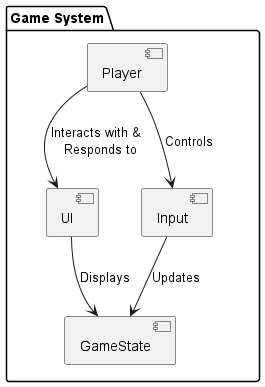 Game System
Player
Interacts with &
Responds to
Controls
UI
Input
Displays
Updates
GameState